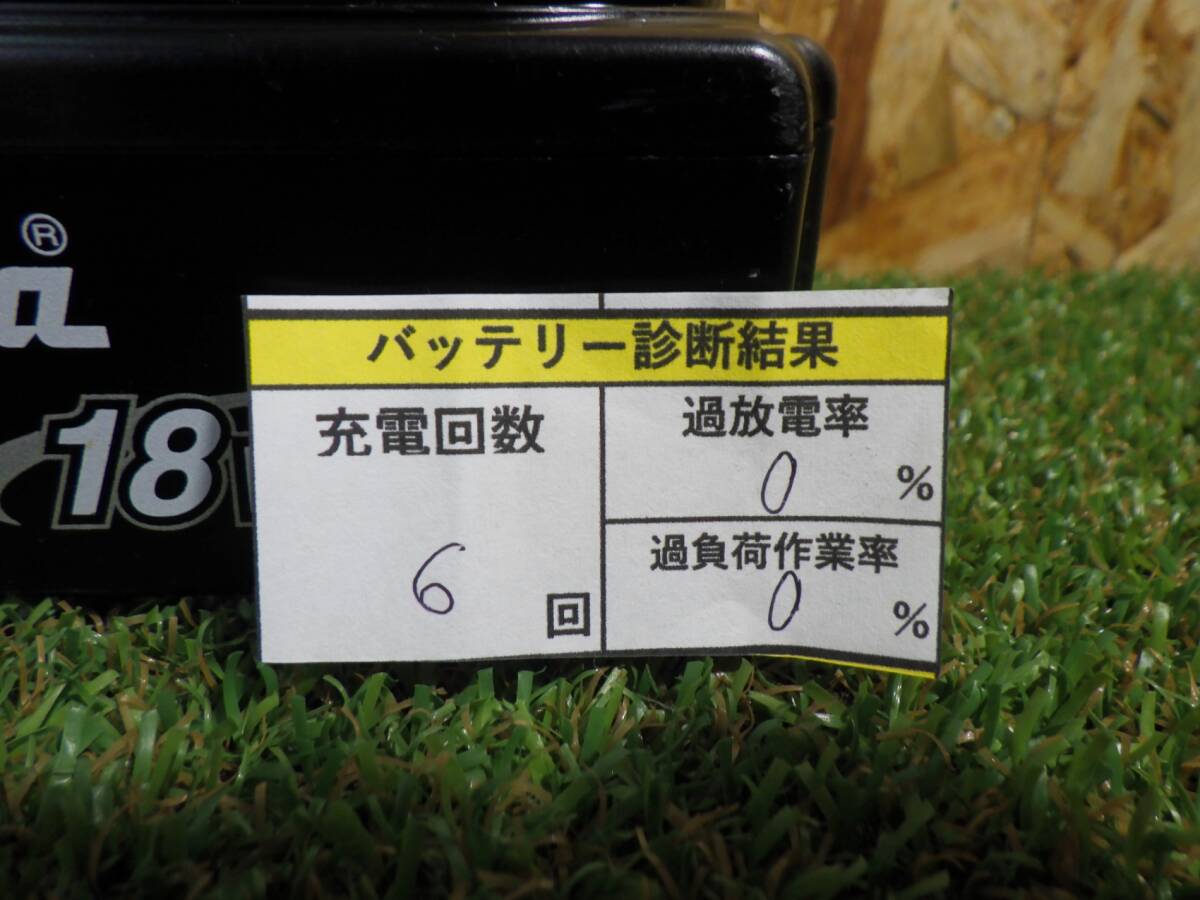 ®
a
18V
バッテリー診断結果
充電回数
6 回
過放電率
0 %
過負荷作業率
0 %